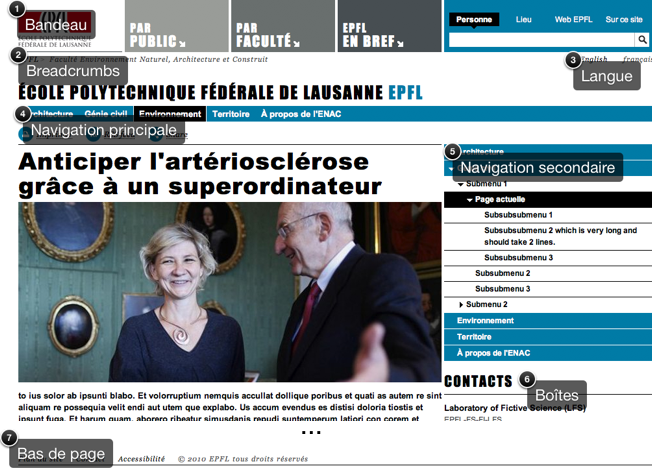 1 Bandeau
ÉCOLE POLYTECHNIQUE
FÉDÉRALE DE LAUSANNE
PAR
PUBLIC
PAR
FACULTÉ
EPFL
EN BREF
Personne Lieu Web EPFL Sur ce site
2 Breadcrumbs
EPFL Faculté Environnement Naturel, Architecture et Construit
3 Langue
English français
ÉCOLE POLYTECHNIQUE FÉDÉRALE DE LAUSANNE EPFL
4 Architecture Génie civil Environnement Territoire À propos de l'ENAC
Navigation principale
Anticiper l'artériosclérose
grâce à un superordinateur
5 Architecture
Navigation secondaire
Submenu 1
Page actuelle
Subsubsubmenu 1
Subsubsubmenu 2 which is very long and
should take 2 lines.
Subsubsubmenu 3
Subsubmenu 2
Subsubmenu 3
Submenu 2
Environnement
Territoire
À propos de l'ENAC
CONTACTS
6 Boîtes
Laboratory of Fictive Science (LFS)
to ius solor ab ipsunti blabo. Et volorruptium nemquis accullat dollique poribus et quati as autem re sint
aliquam re possequia velit endi aut utem que explabo. Us accum evendus es distisi doloria tiostis et
ipsunt fuga. Et harum quam, aborero ribeatur simusdanis repudi suntemperum latiori con corem et
...
7 Bas de page
Accessibilité © 2010 EPFL tous droits réservés